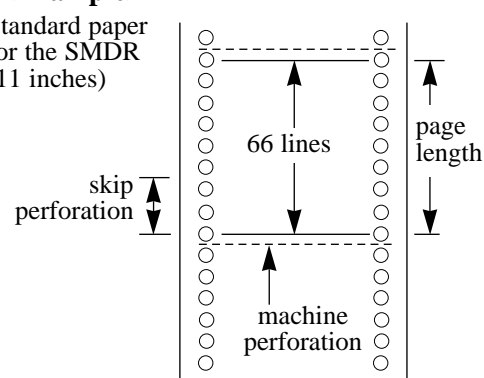 tandard paper
or the SMDR
11 inches)
66 lines
page
length
skip
perforation
machine
perforation